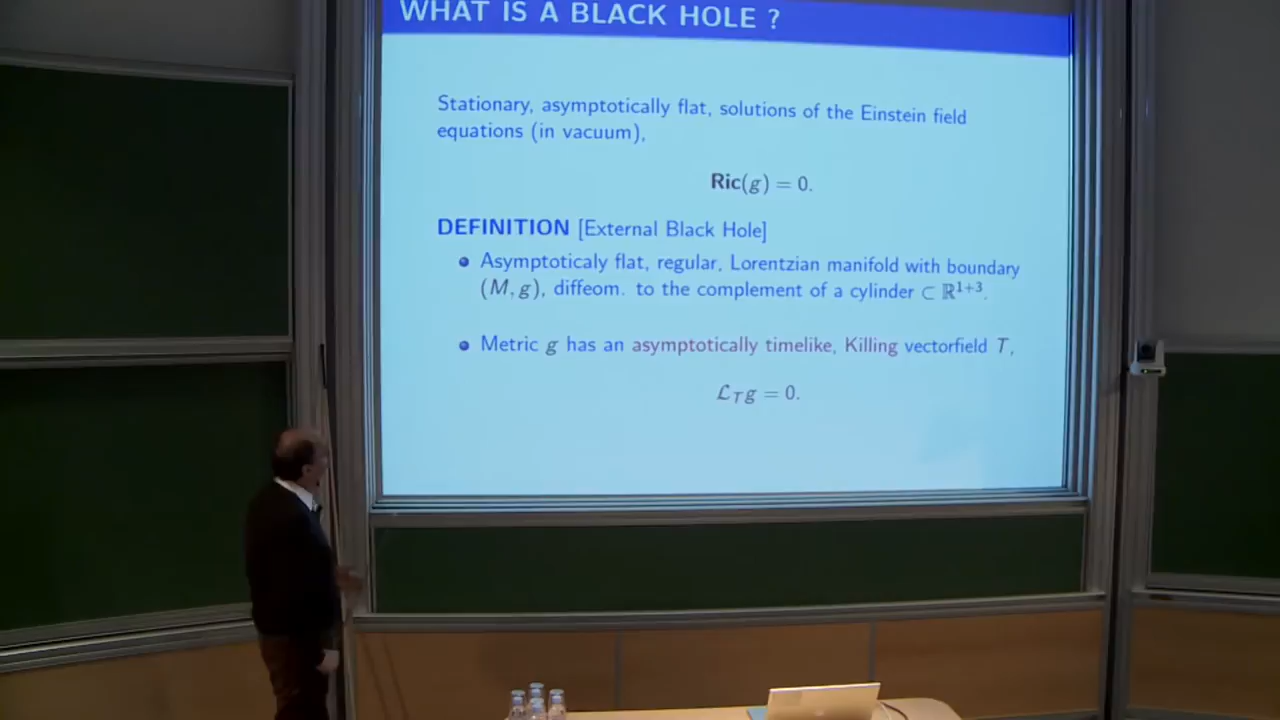 WHAT IS A BLACK HOLE ?
Stationary, asymptotically flat, solutions of the Einstein field
equations (in vacuum),
Ric(g) = 0.
DEFINITION [External Black Hole]
• Asymptoticaly flat, regular, Lorentzian manifold with boundary
(M, g), diffeom. to the complement of a cylinder ⊂ ℝ¹⁺³.
• Metric g has an asymptotically timelike, Killing vectorfield T,
ℒ_T g = 0.